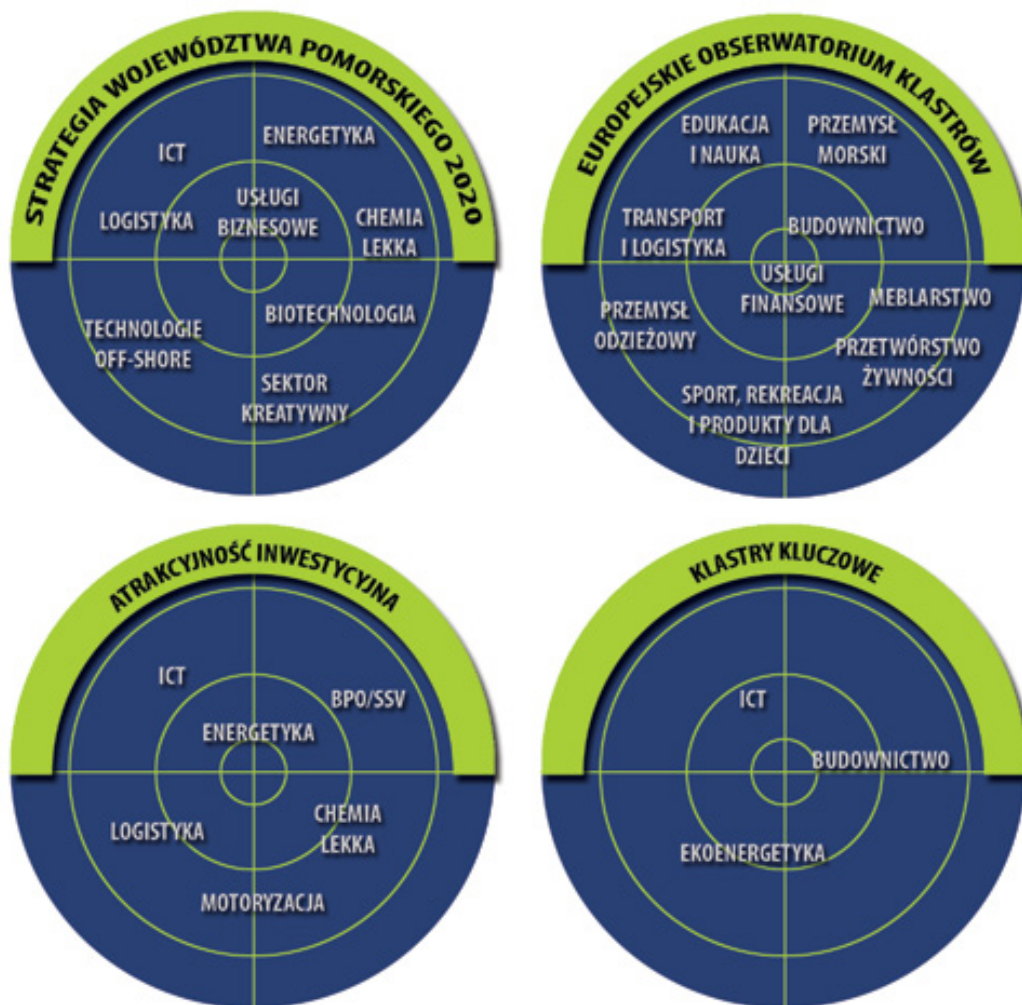 STRATEGIA WOJEWÓDZTWA POMORSKIEGO 2020
ICT
ENERGETYKA
USŁUGI
BIZNESOWE
LOGISTYKA
CHEMIA
LEKKA
BIOTECHNOLOGIA
TECHNOLOGIE
OFF-SHORE
SEKTOR
KREATYWNY
EUROPEJSKIE OBSERWATORIUM KLASTRÓW
EDUKACJA
I NAUKA
PRZEMYSŁ
MORSKI
TRANSPORT
I LOGISTYKA
BUDOWNICTWO
USŁUGI
FINANSOWE
MEBLARSTWO
PRZEMYSŁ
ODZIEŻOWY
PRZETWÓRSTWO
ŻYWNOŚCI
SPORT, REKREACJA
I PRODUKTY DLA
DZIECI
ATRAKCYJNOŚĆ INWESTYCYJNA
ICT
BPO/SSV
ENERGETYKA
LOGISTYKA
CHEMIA
LEKKA
MOTORYZACJA
KLASTRY KLUCZOWE
ICT
BUDOWNICTWO
EKOENERGETYKA